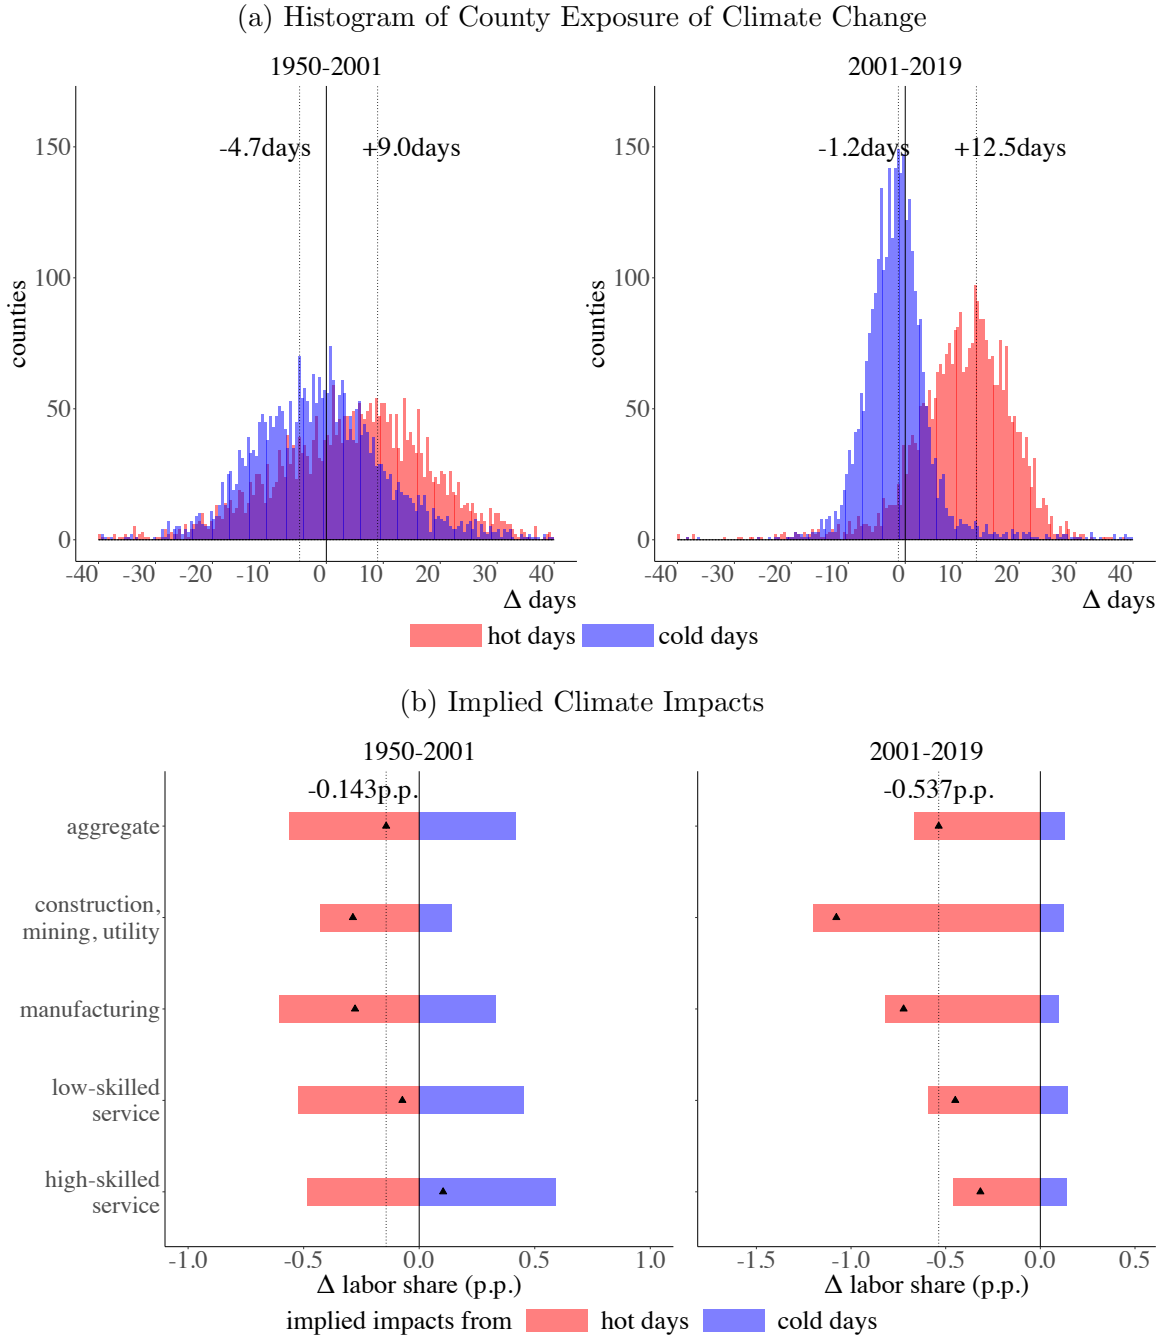 (a) Histogram of County Exposure of Climate Change
1950-2001
2001-2019
-4.7days
+9.0days
-1.2days
+12.5days
150
100
50
0
counties
-40 -30 -20 -10 0 10 20 30 40
Δ days
150
100
50
0
counties
-40 -30 -20 -10 0 10 20 30 40
Δ days
hot days cold days
(b) Implied Climate Impacts
1950-2001
2001-2019
-0.143p.p.
-0.537p.p.
aggregate
construction,
mining, utility
manufacturing
low-skilled
service
high-skilled
service
-1.0 -0.5 0.0 0.5 1.0
Δ labor share (p.p.)
-1.5 -1.0 -0.5 0.0 0.5
Δ labor share (p.p.)
implied impacts from hot days cold days